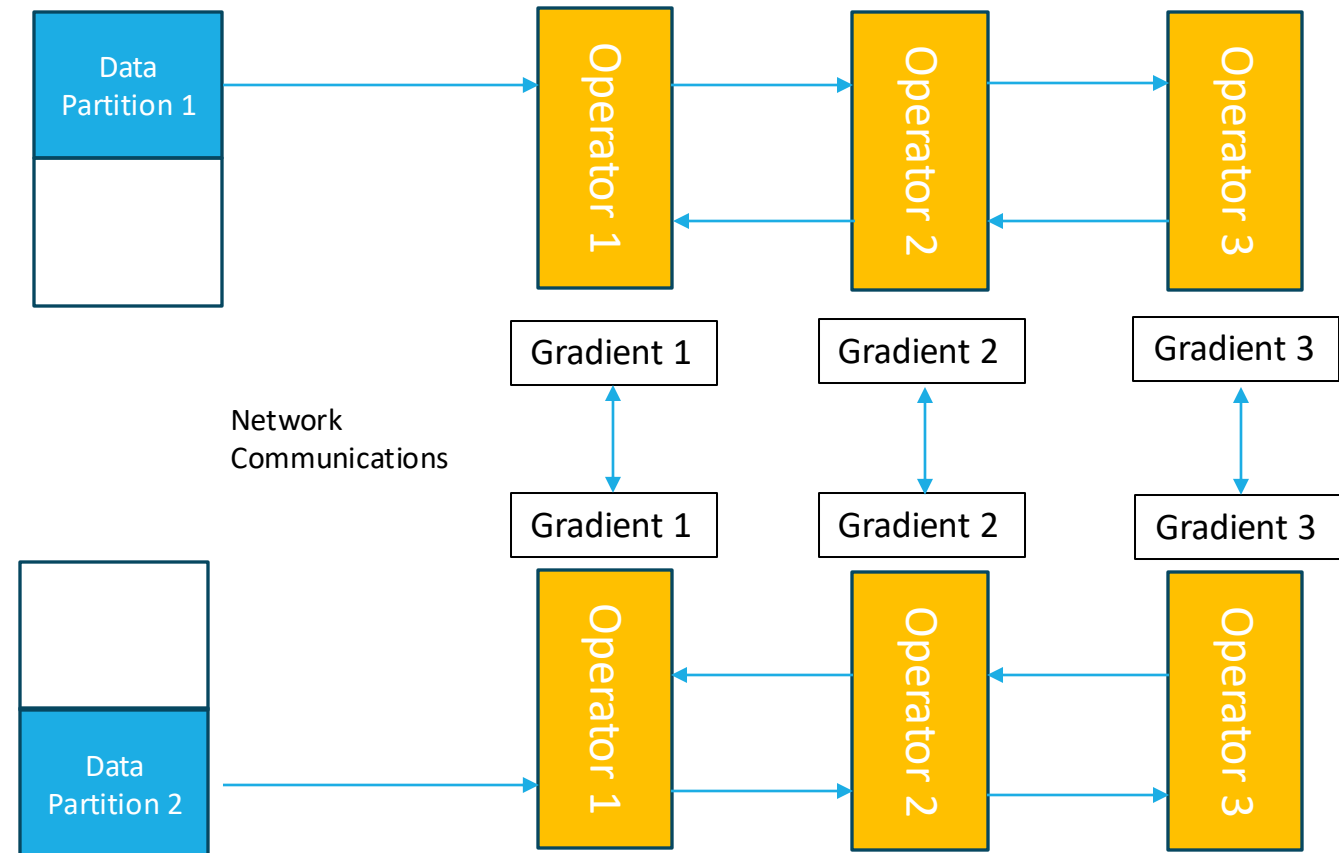 Data
Partition 1
Operator 1
Operator 2
Operator 3
Gradient 1
Gradient 2
Gradient 3
Network
Communications
Gradient 1
Gradient 2
Gradient 3
Data
Partition 2
Operator 1
Operator 2
Operator 3